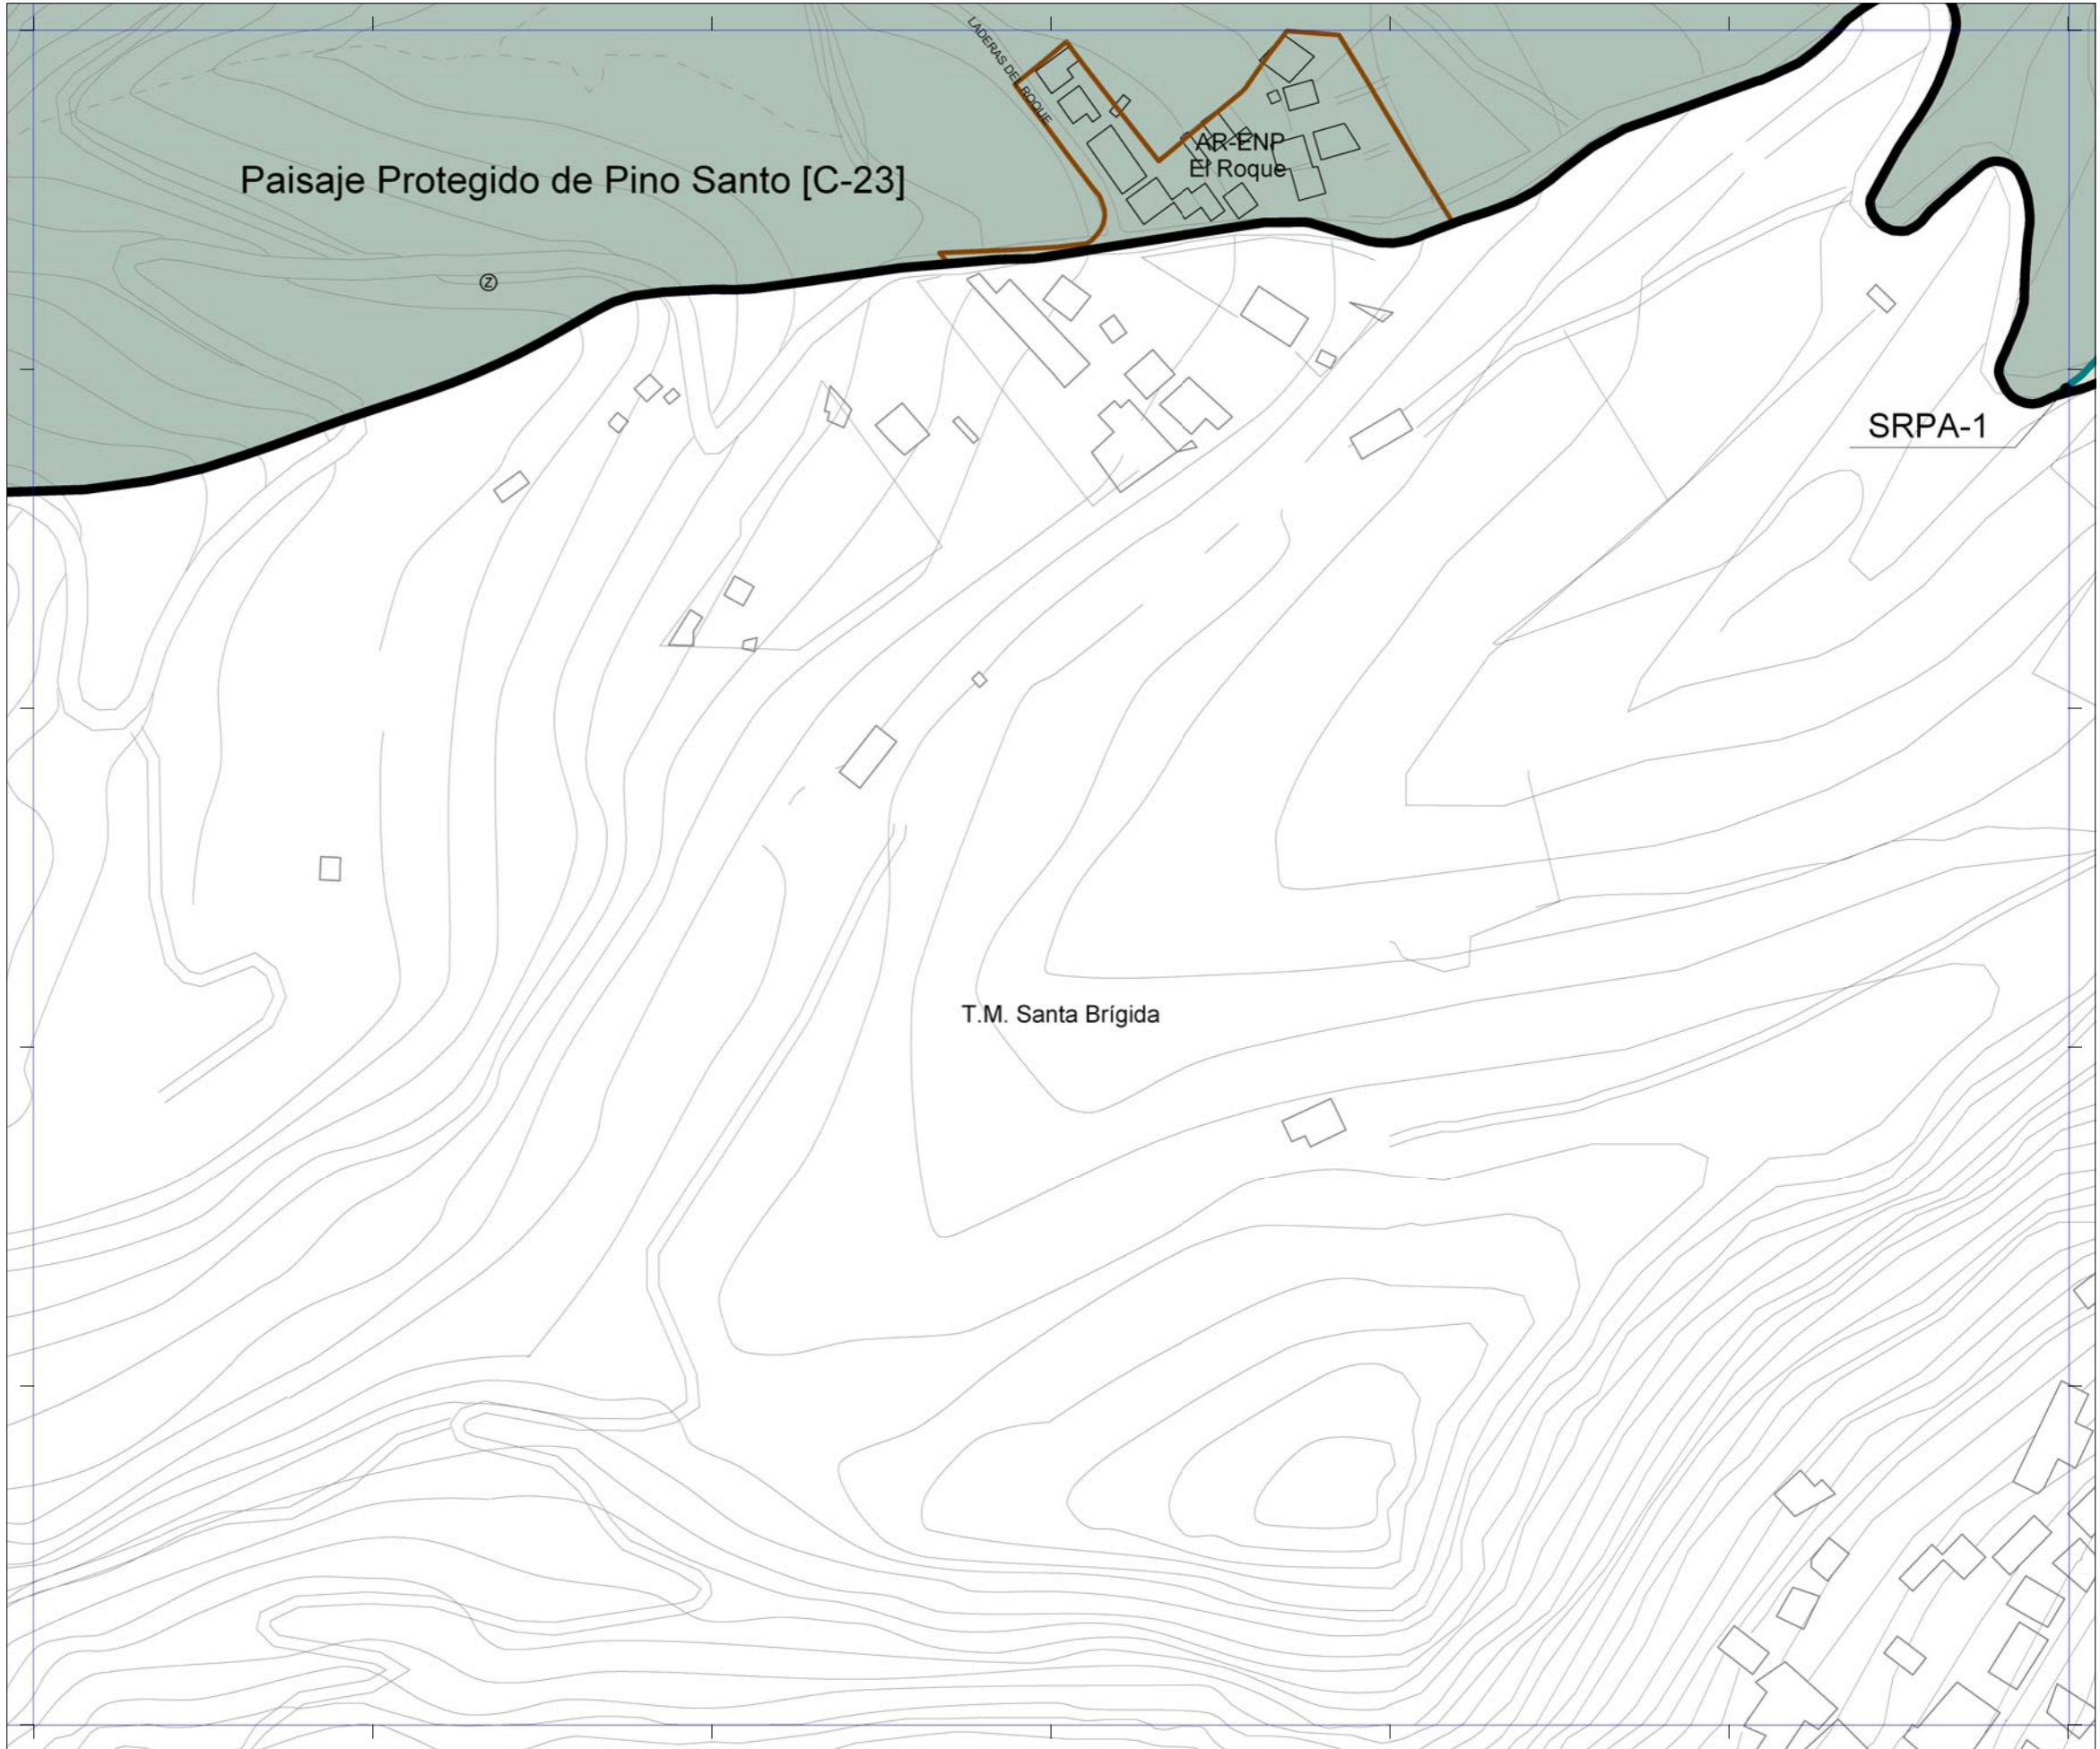 LADERAS DEL ROQUE
AR-ENP
El Roque
Paisaje Protegido de Pino Santo [C-23]
Z
SRPA-1
T.M. Santa Brígida